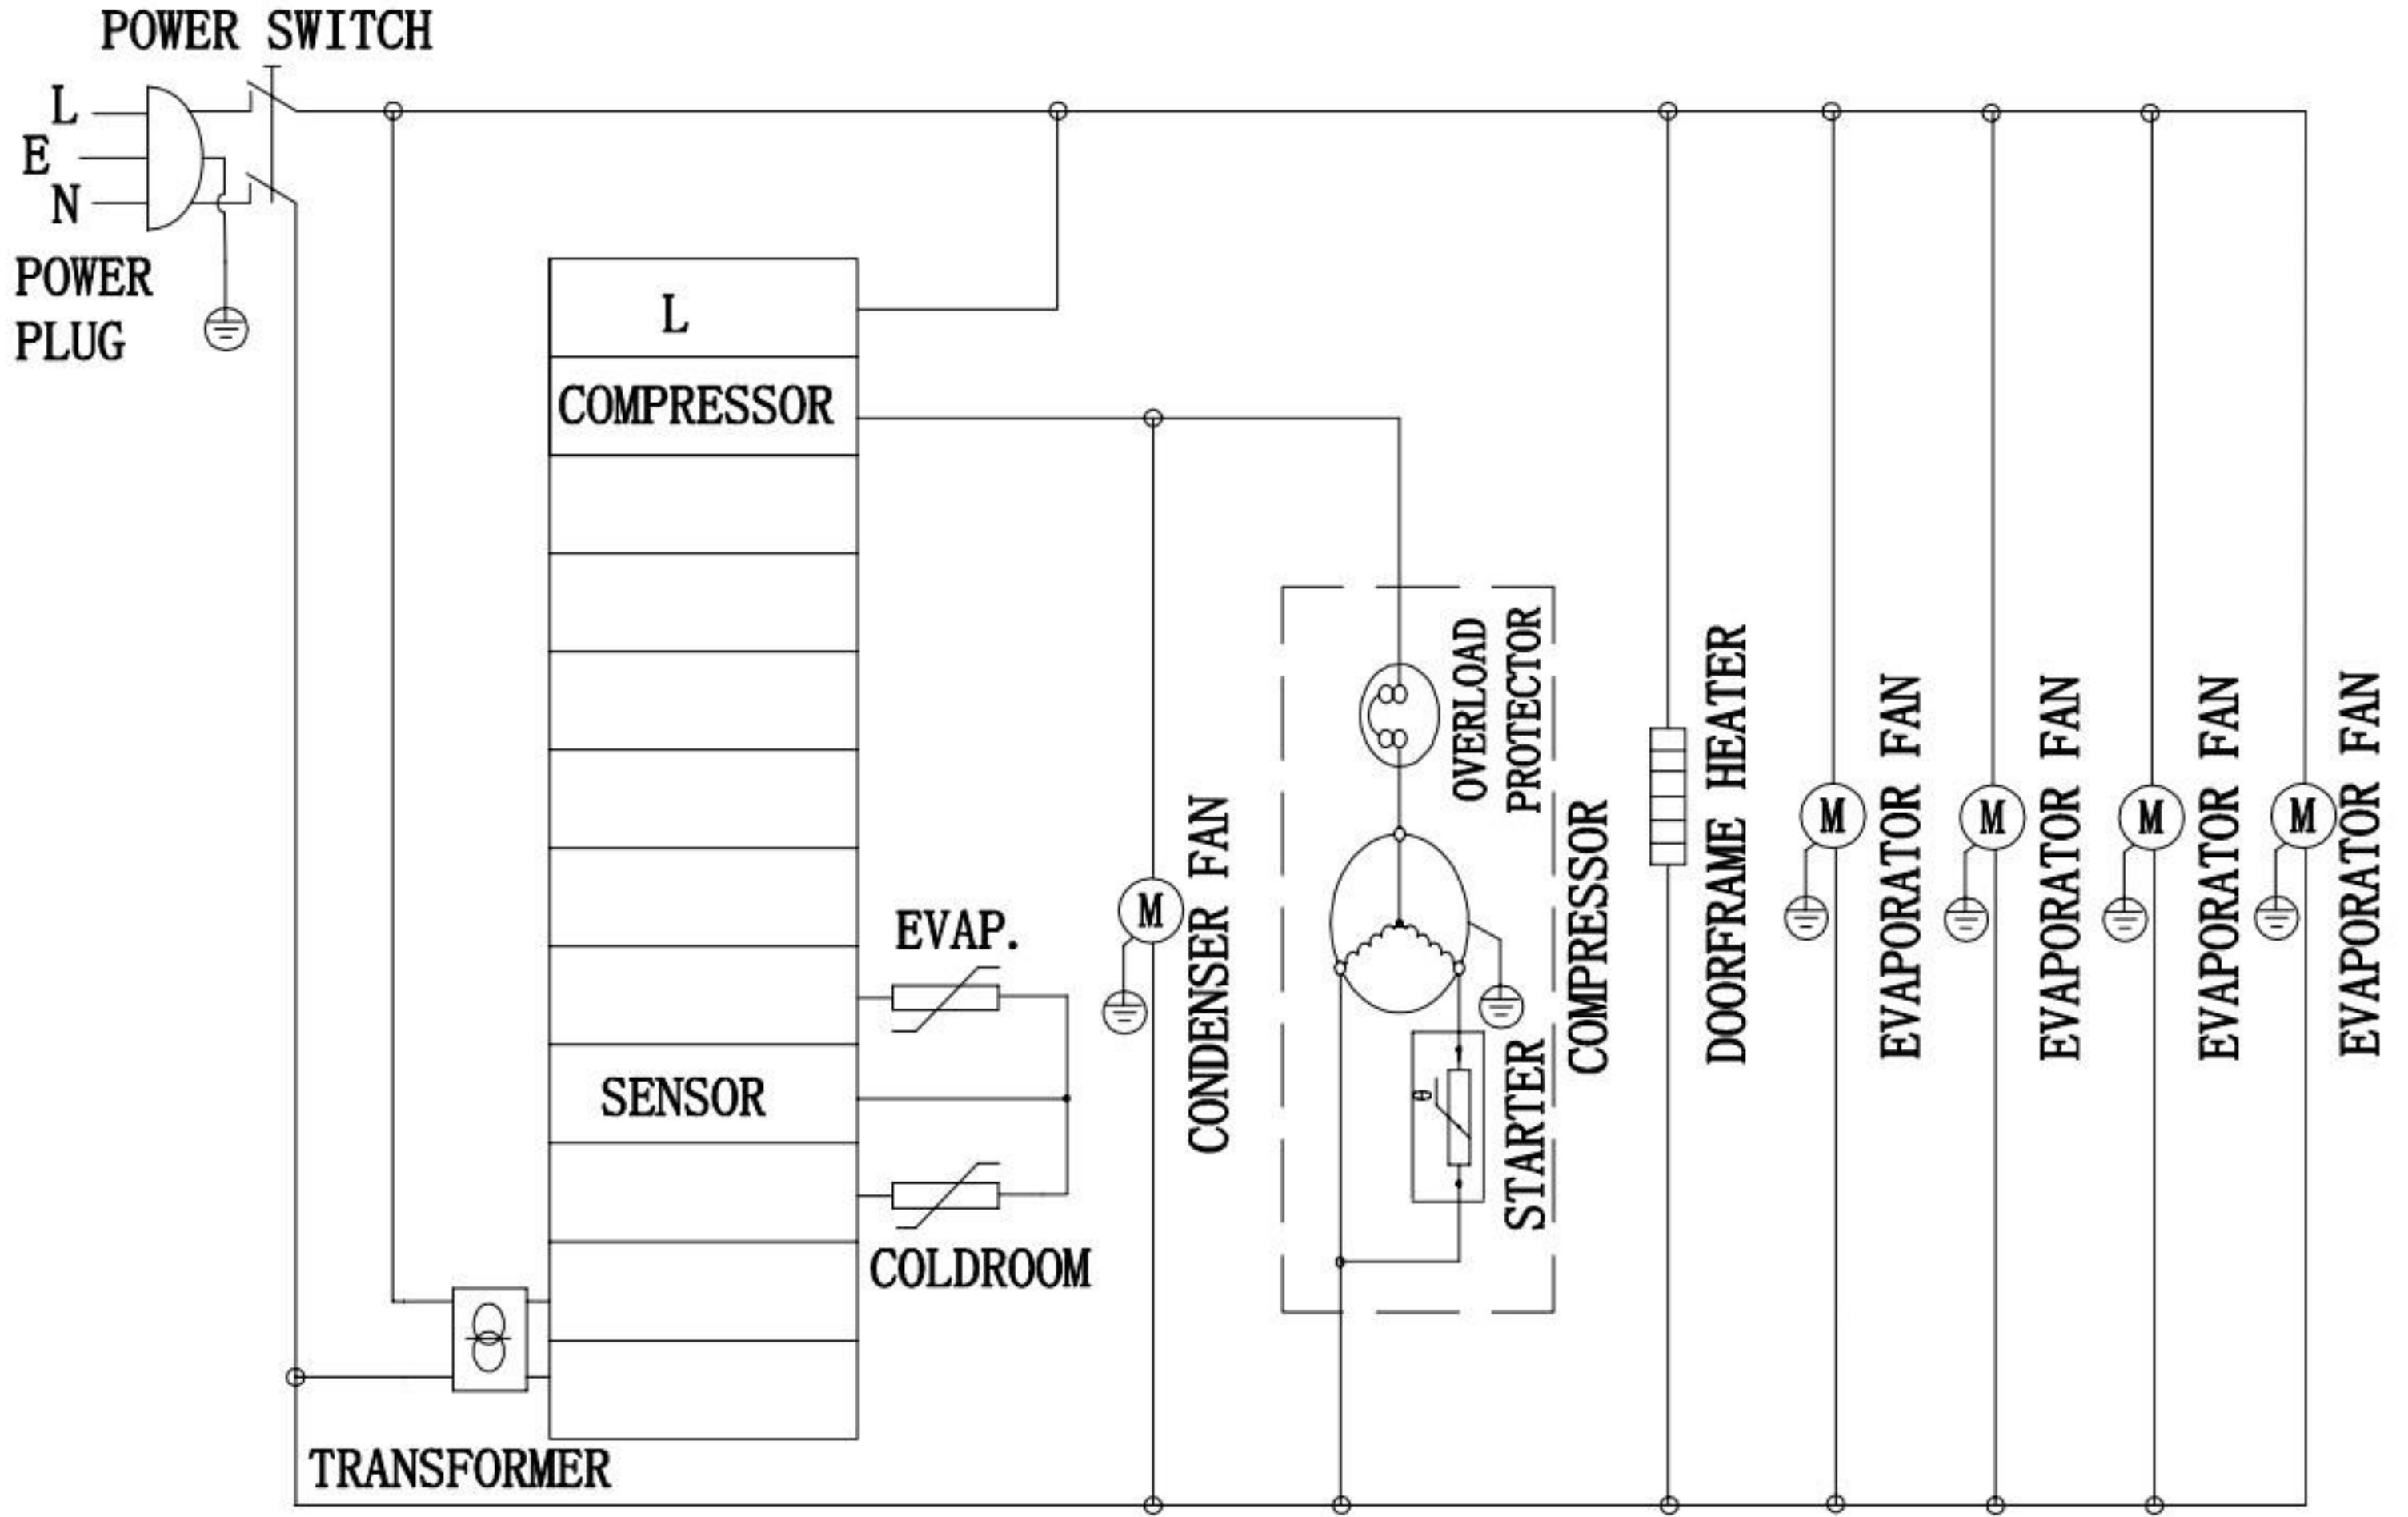 POWER SWITCH
L
E
N
POWER
PLUG
L
COMPRESSOR
SENSOR
EVAP.
COLDROOM
TRANSFORMER
M
CONDENSER FAN
OVERLOAD
PROTECTOR
θ
STARTER
COMPRESSOR
DOORFRAME HEATER
M
EVAPORATOR FAN
M
EVAPORATOR FAN
M
EVAPORATOR FAN
M
EVAPORATOR FAN